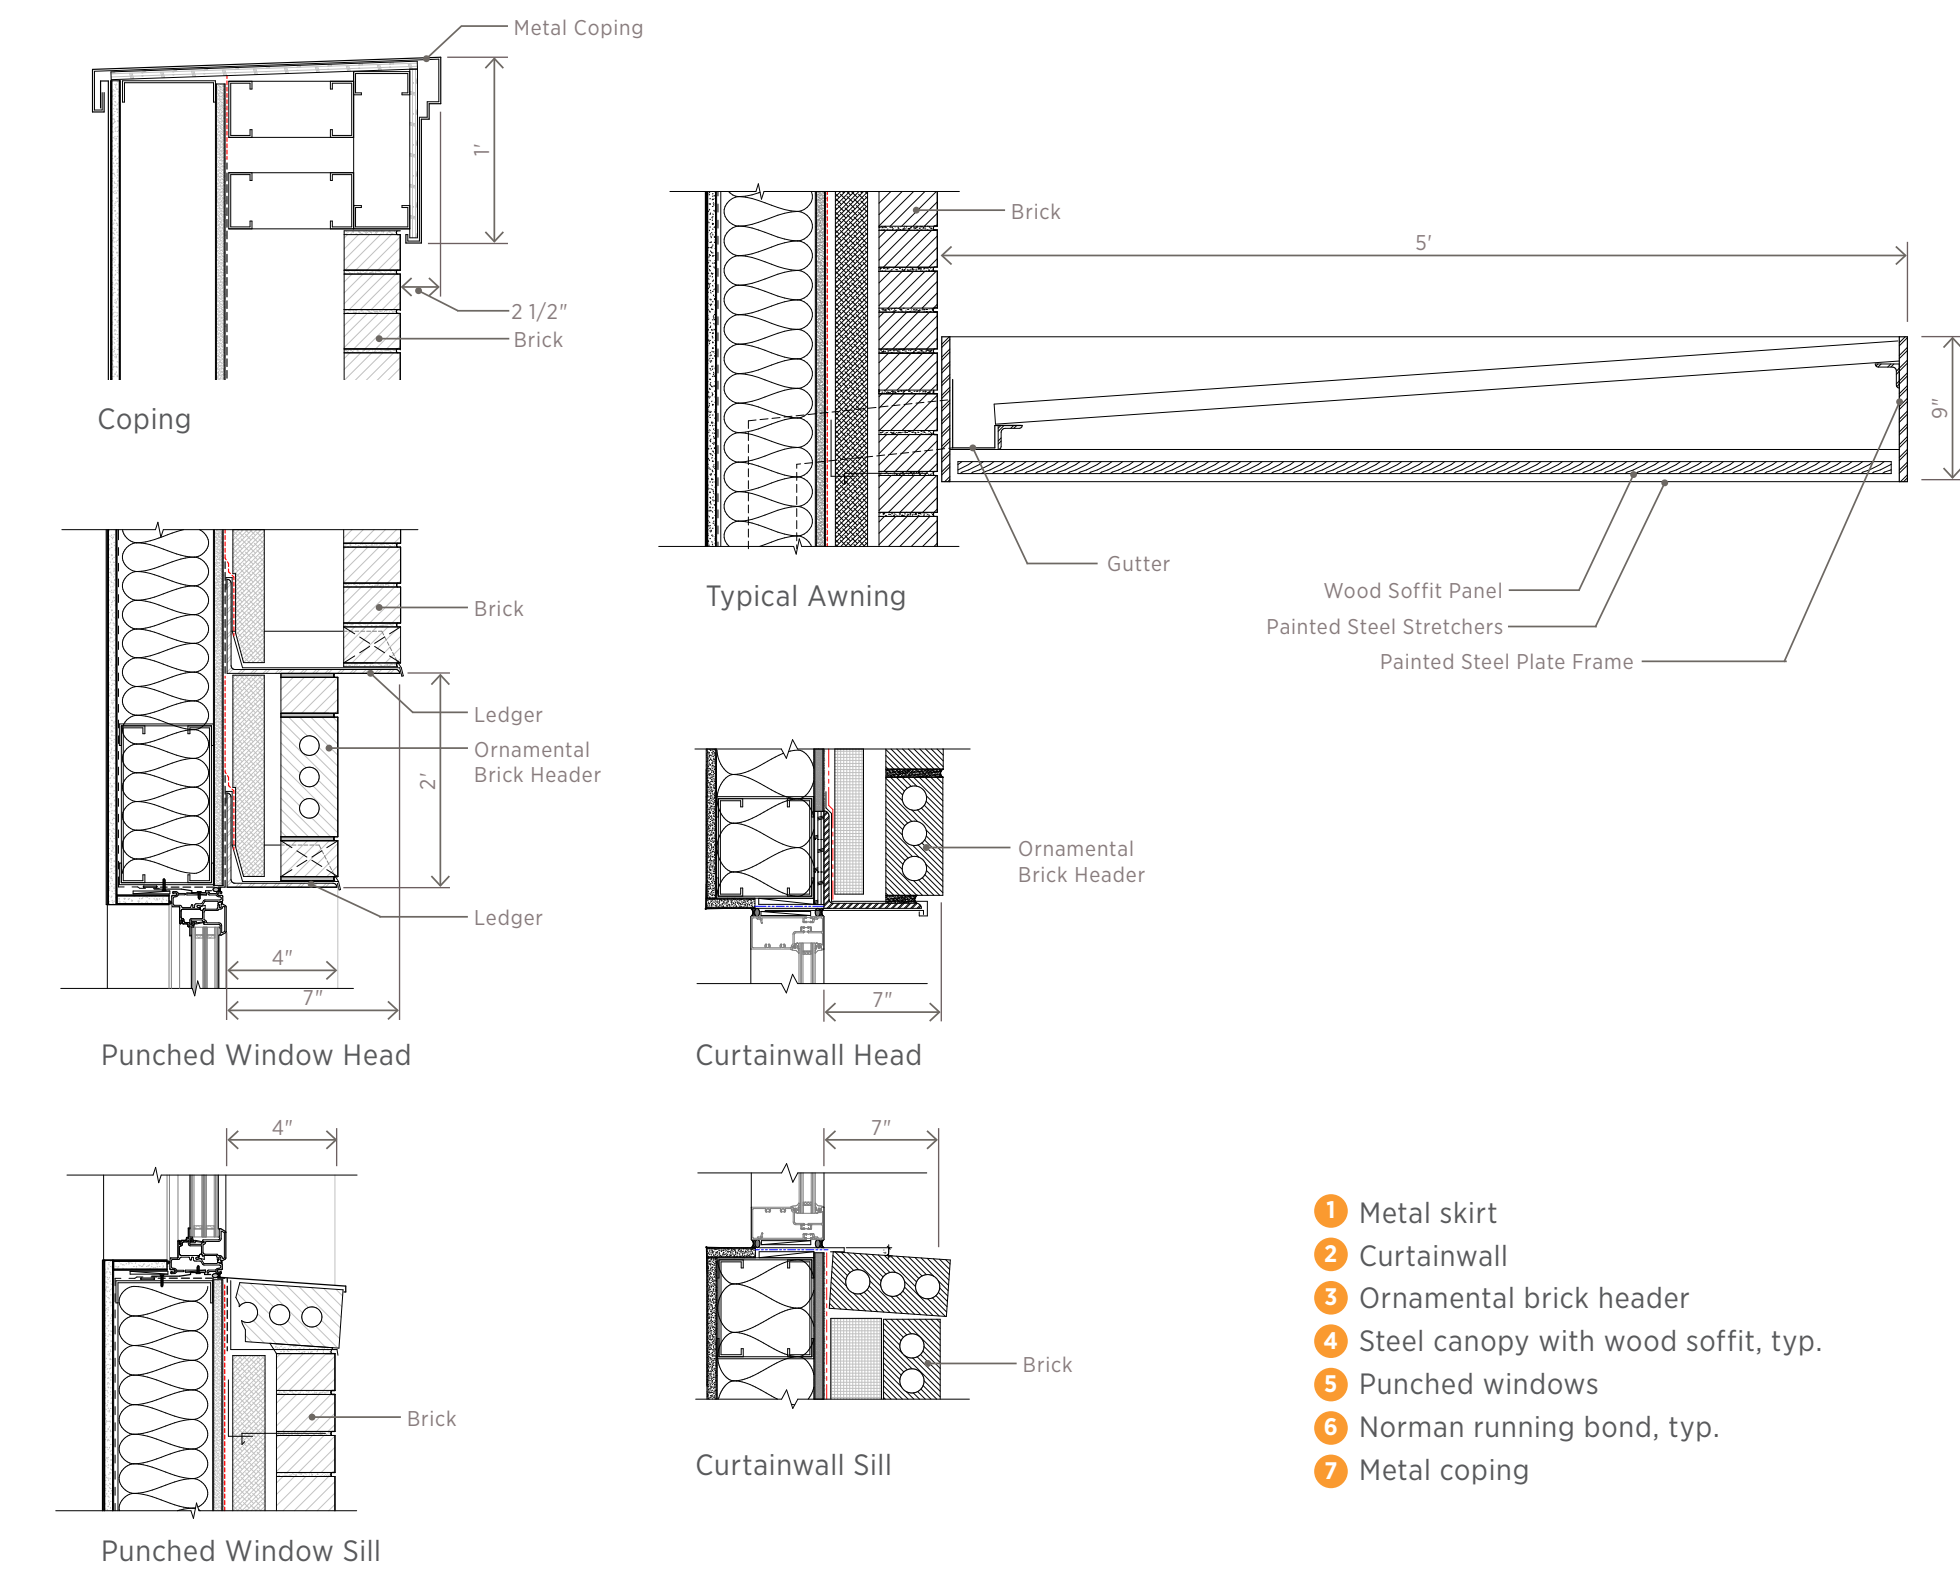 Metal Coping
1'
2 1/2"
Brick
Coping
Brick
5'
9"
Gutter
Wood Soffit Panel
Painted Steel Stretchers
Painted Steel Plate Frame
Typical Awning
Brick
Ledger
Ornamental
Brick Header
2'
Ledger
4"
7"
Punched Window Head
Ornamental
Brick Header
7"
Curtainwall Head
4"
Brick
Punched Window Sill
7"
Brick
Curtainwall Sill
1 Metal skirt
2 Curtainwall
3 Ornamental brick header
4 Steel canopy with wood soffit, typ.
5 Punched windows
6 Norman running bond, typ.
7 Metal coping